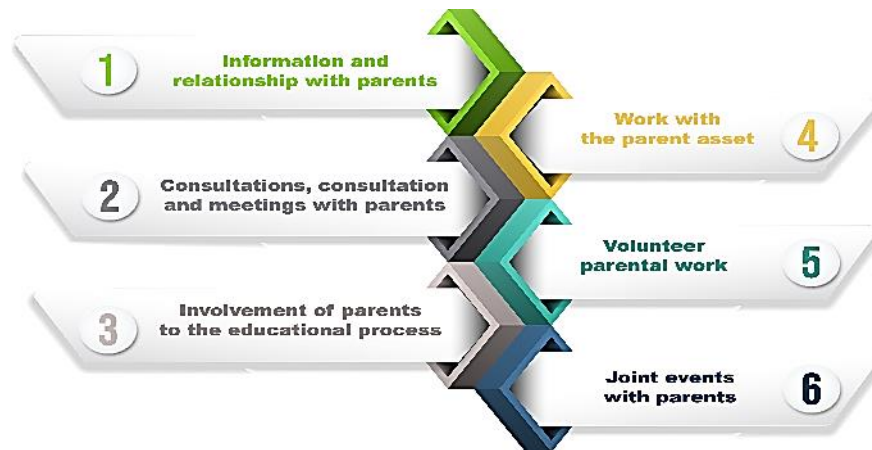 1
Information and
relationship with parents
2
Consultations, consultation
and meetings with parents
3
Involvement of parents
to the educational process
Work with
the parent asset
4
Volunteer
parental work
5
Joint events
with parents
6